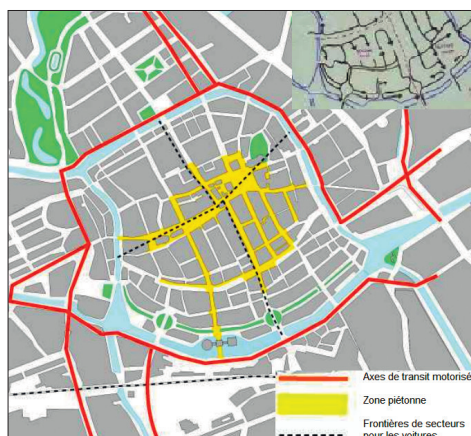 Axes de transit motorisé
Zone piétonne
Frontières de secteurs
pour les voitures